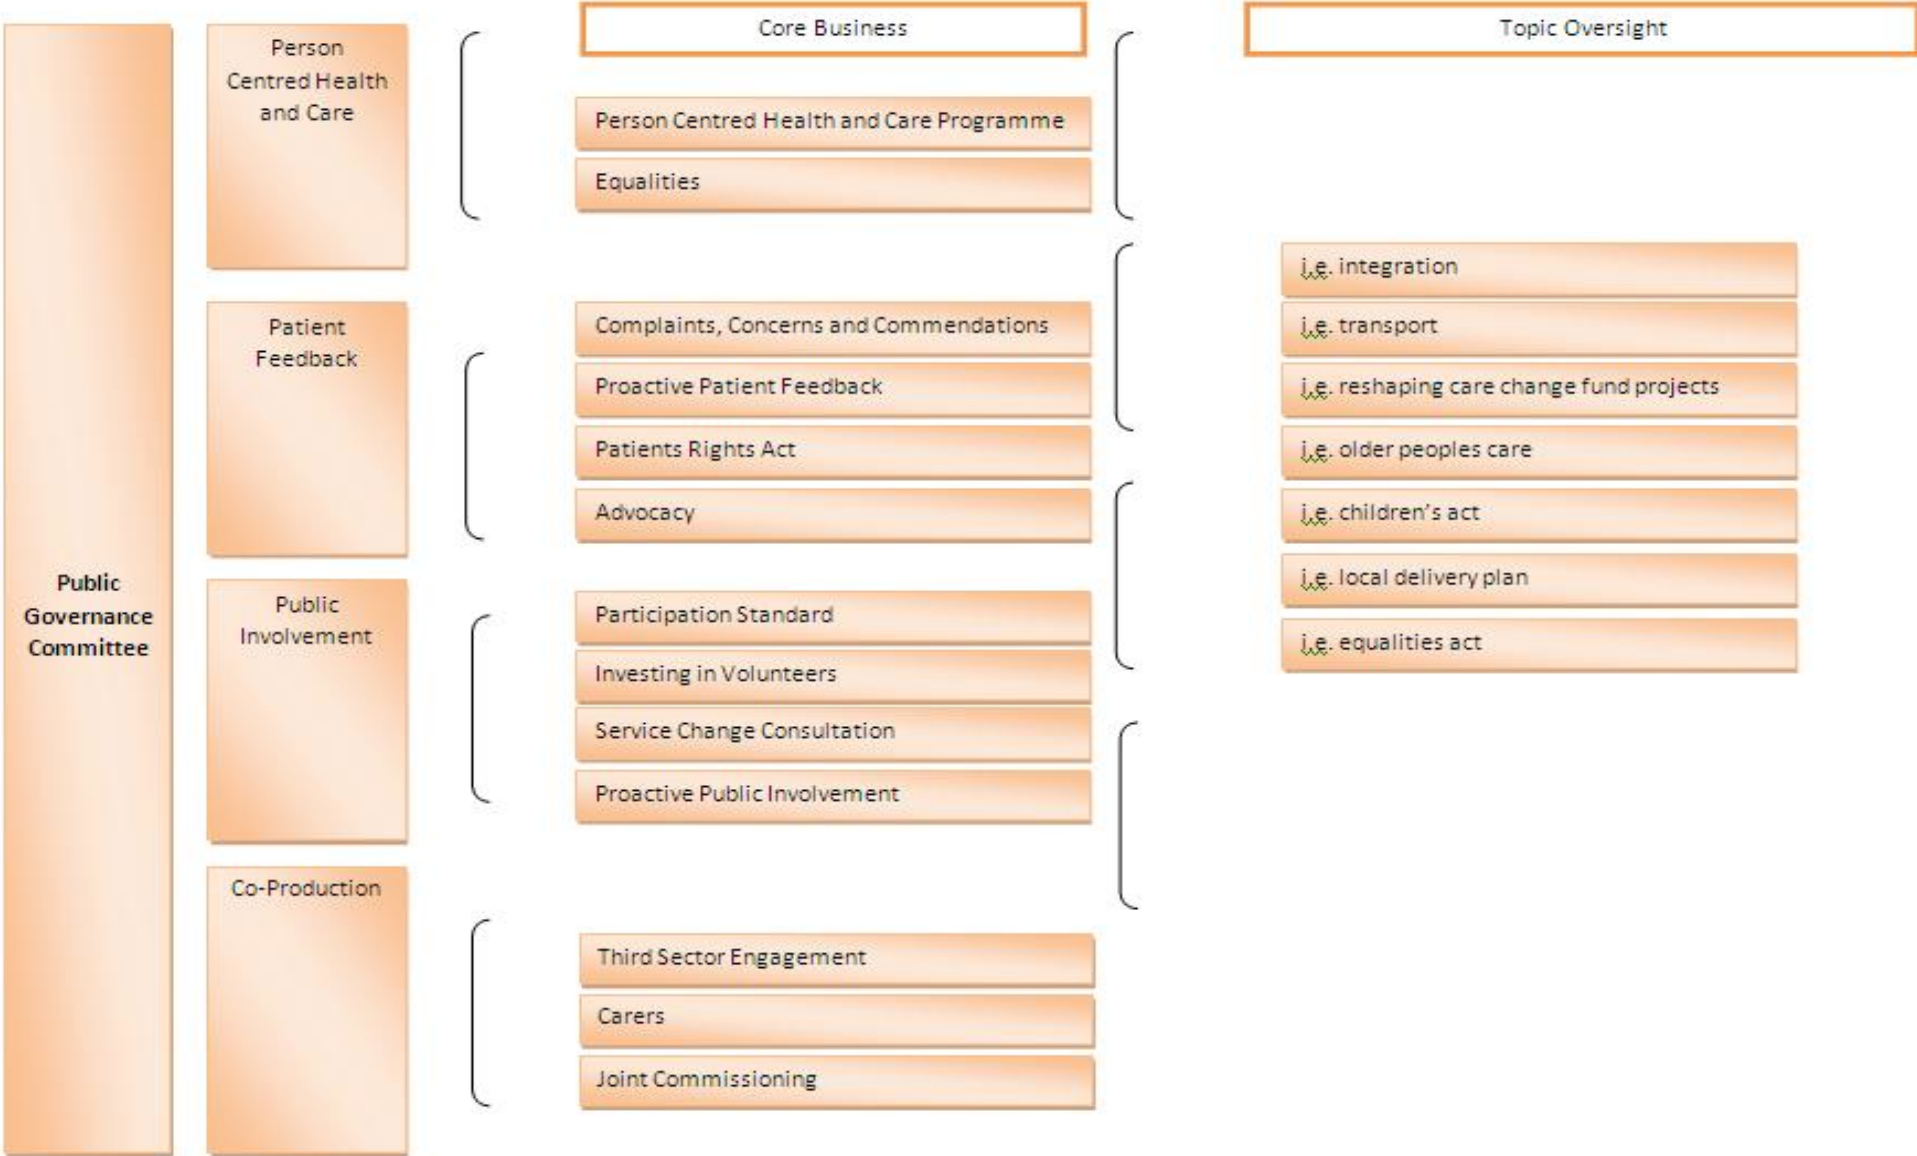 Core Business
Topic Oversight
Public
Governance
Committee
Person
Centred Health
and Care
Person Centred Health and Care Programme
Equalities
Patient
Feedback
Complaints, Concerns and Commendations
Proactive Patient Feedback
Patients Rights Act
Advocacy
Public
Involvement
Participation Standard
Investing in Volunteers
Service Change Consultation
Proactive Public Involvement
Co-Production
Third Sector Engagement
Carers
Joint Commissioning
i.e. integration
i.e. transport
i.e. reshaping care change fund projects
i.e. older peoples care
i.e. children's act
i.e. local delivery plan
i.e. equalities act